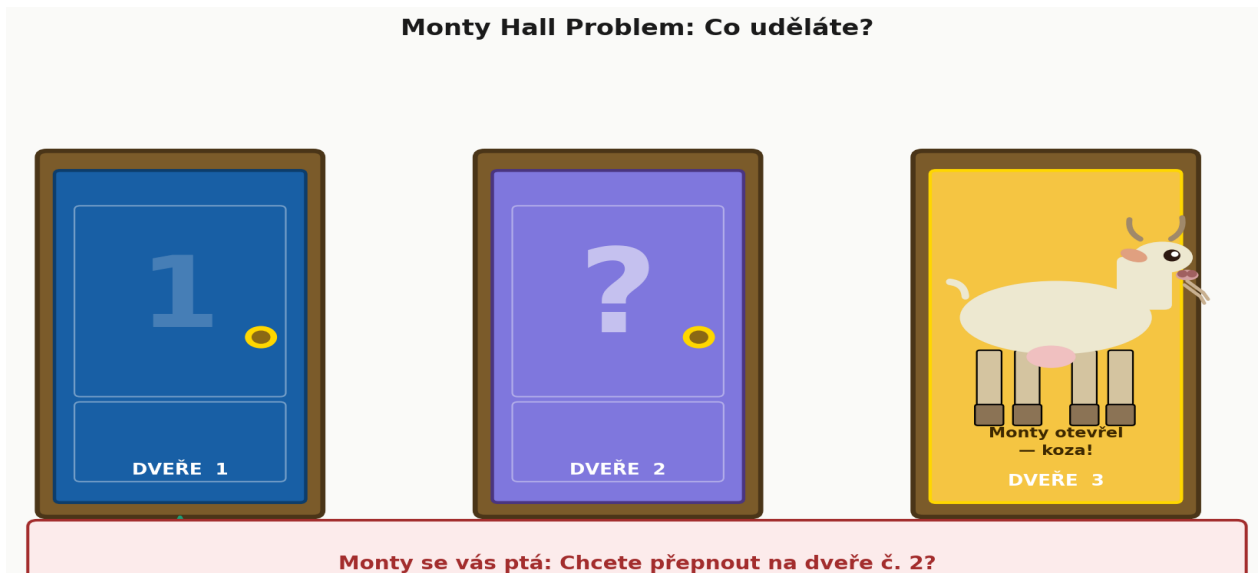 Monty Hall Problem: Co uděláte?
1
?
DVEŘE 1
DVEŘE 2
Monty otevřel
— koza!
DVEŘE 3
Monty se vás ptá: Chcete přepnout na dveře č. 2?